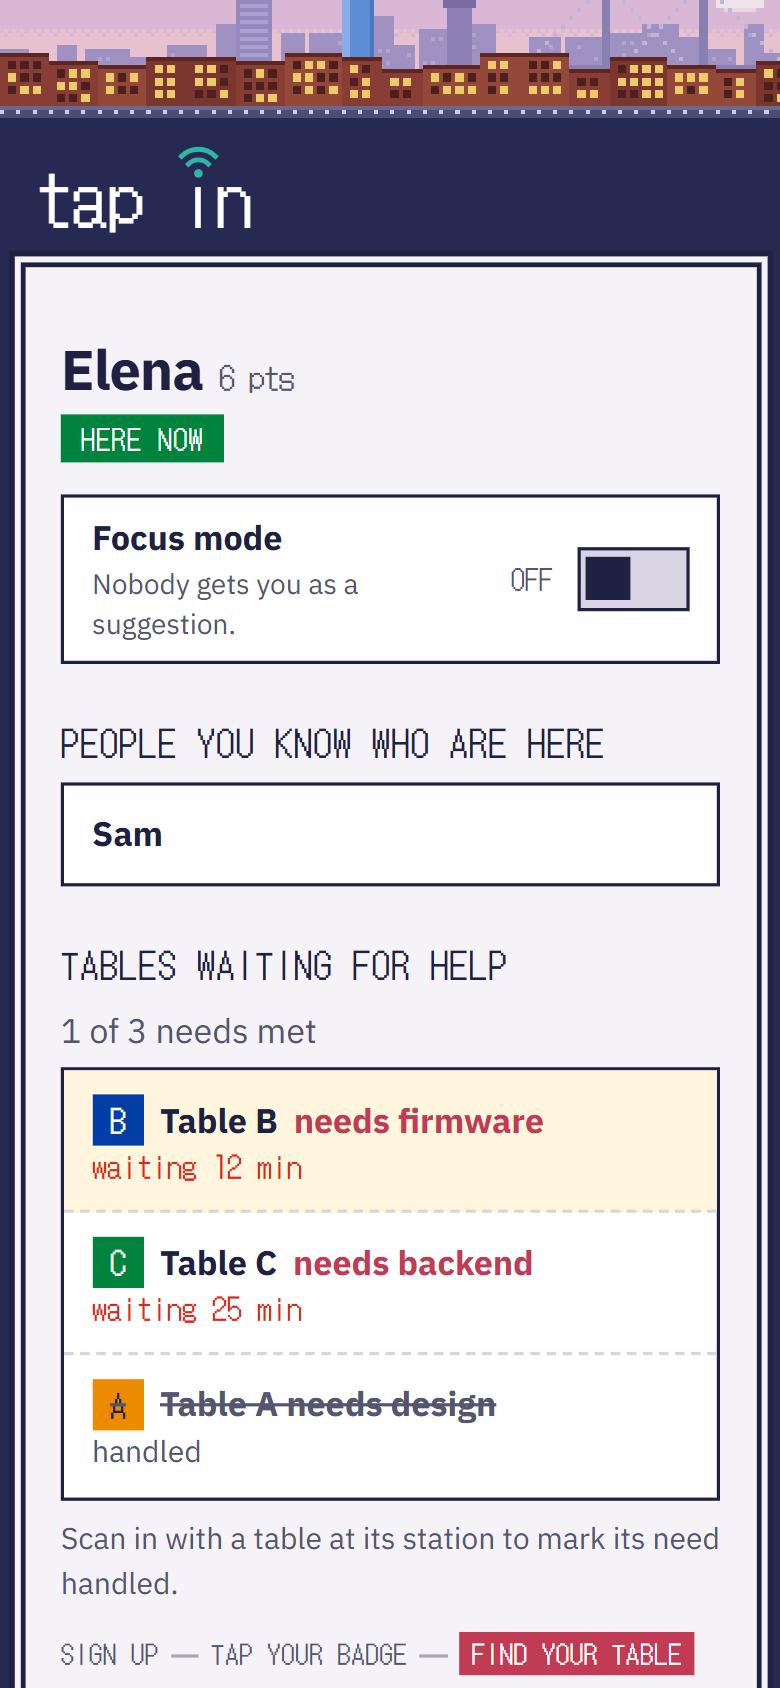 tap in
Elena 6 pts
HERE NOW
Focus mode
Nobody gets you as a
suggestion.
OFF
PEOPLE YOU KNOW WHO ARE HERE
Sam
TABLES WAITING FOR HELP
1 of 3 needs met
B Table B needs firmware
waiting 12 min
C Table C needs backend
waiting 25 min
A Table A needs design
handled
Scan in with a table at its station to mark its need
handled.
SIGN UP — TAP YOUR BADGE — FIND YOUR TABLE